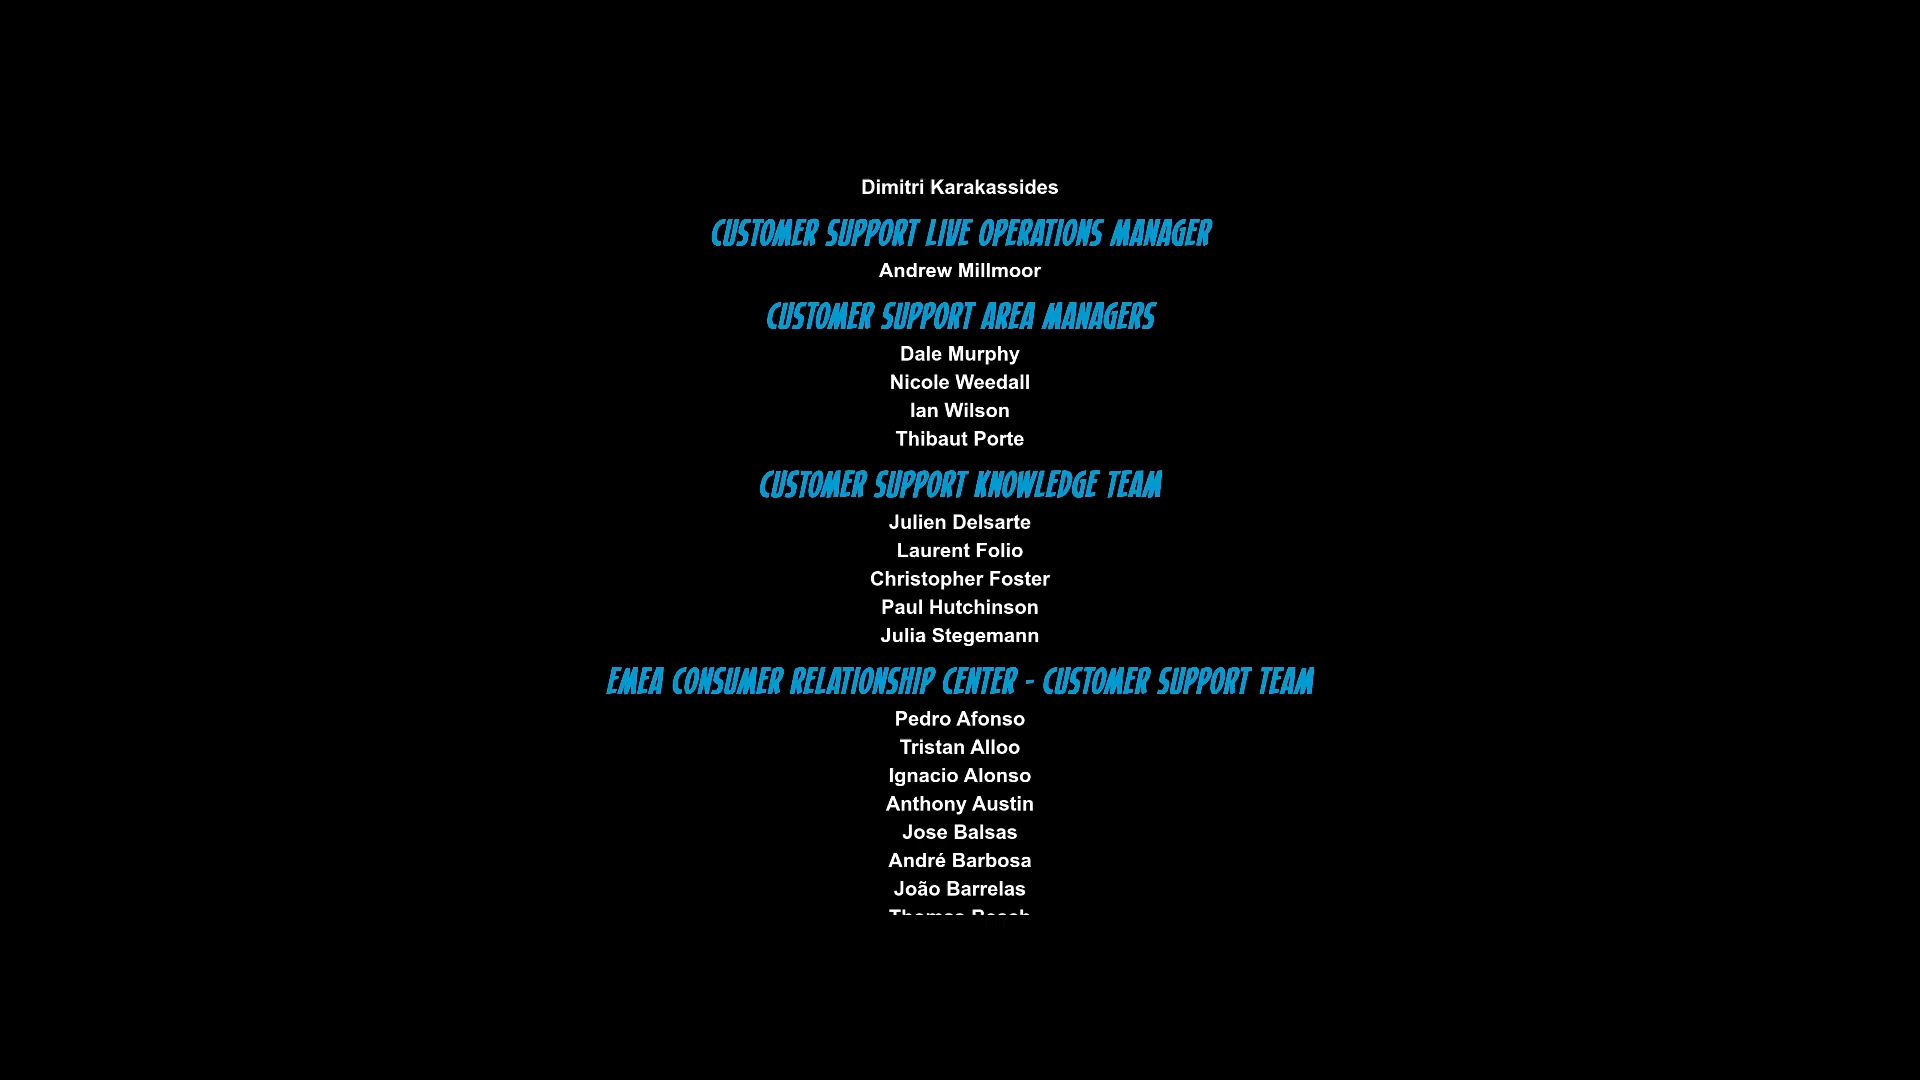 Dimitri Karakassides
CUSTOMER SUPPORT LIVE OPERATIONS MANAGER
Andrew Millmoor
CUSTOMER SUPPORT AREA MANAGERS
Dale Murphy
Nicole Weedall
Ian Wilson
Thibaut Porte
CUSTOMER SUPPORT KNOWLEDGE TEAM
Julien Delsarte
Laurent Folio
Christopher Foster
Paul Hutchinson
Julia Stegemann
EMEA CONSUMER RELATIONSHIP CENTER - CUSTOMER SUPPORT TEAM
Pedro Afonso
Tristan Alloo
Ignacio Alonso
Anthony Austin
Jose Balsas
André Barbosa
João Barrelas